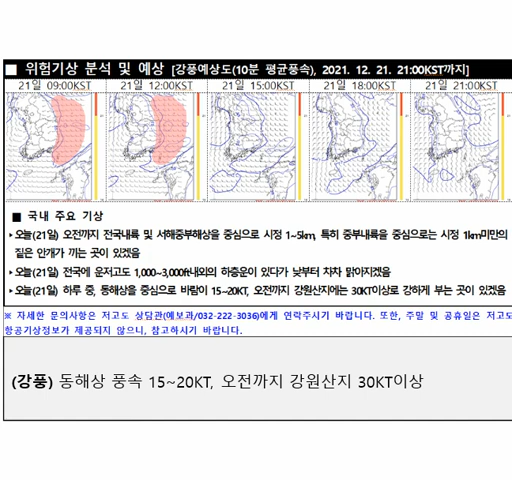 ■ 위험기상 분석 및 예상 [강풍예상도(10분 평균풍속), 2021. 12. 21. 21:00KST까지]
21일 09:00KST 21일 12:00KST 21일 15:00KST 21일 18:00KST 21일 21:00KST
■ 국내 주요 기상
▸오늘(21일) 오전까지 전국내륙 및 서해중부해상을 중심으로 시정 1~5km, 특히 중부내륙을 중심으로는 시정 1km미만의
짙은 안개가 끼는 곳이 있겠음
▸오늘(21일) 전국에 운저고도 1,000~3,000ft내외의 하층운이 있다가 낮부터 차차 맑아지겠음
▸오늘(21일) 하루 중, 동해상을 중심으로 바람이 15~20KT, 오전까지 강원산지에는 30KT이상로 강하게 부는 곳이 있겠음
※ 자세한 문의사항은 저고도 상담관(예보과/032-222-3036)에게 연락주시기 바랍니다. 또한, 주말 및 공휴일은 저고도
항공기상정보가 제공되지 않으니, 참고하시기 바랍니다.
(강풍) 동해상 풍속 15~20KT, 오전까지 강원산지 30KT이상